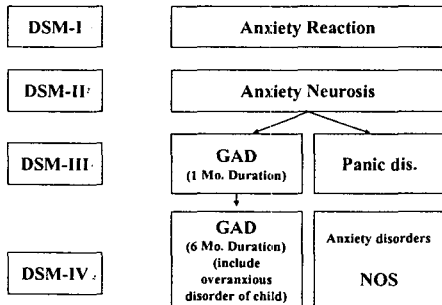 DSM-I
Anxiety Reaction
DSM-II
Anxiety Neurosis
DSM-III
GAD
(1 Mo. Duration)
Panic dis.
DSM-IV
GAD
(6 Mo. Duration)
(include
overanxious
disorder of child)
Anxiety disorders
NOS